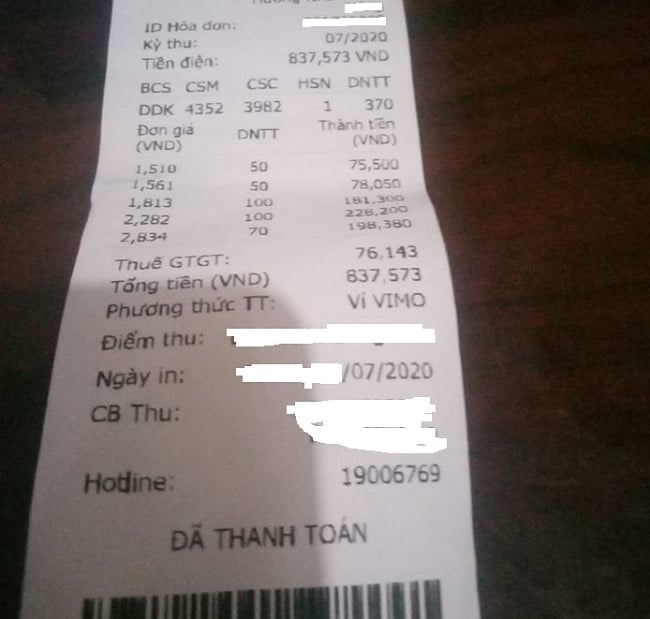 ID Hóa đơn:
Kỳ thu: 07/2020
Tiền điện: 837,573 VND
BCS CSM CSC HSN DNTT
DDK 4352 3982 1 370
Đơn giá (VND) DNTT Thành tiền (VND)
1,510 50 75,500
1,561 50 78,050
1,813 100 181,300
2,282 100 228,200
2,834 70 198,380
Thuế GTGT: 76,143
Tổng tiền (VND) 837,573
Phương thức TT: Ví VIMO
Điểm thu:
Ngày in: /07/2020
CB Thu:
Hotline: 19006769
ĐÃ THANH TOÁN